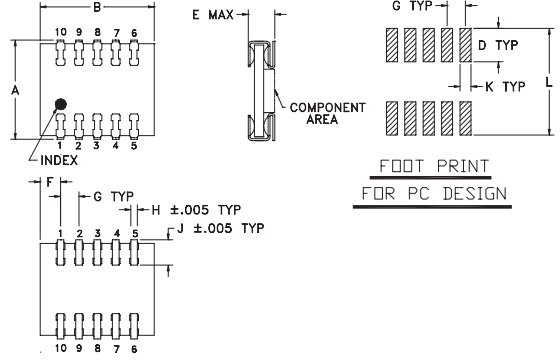 B
E MAX
G TYP
10 9 8 7 6
D TYP
A
L
K TYP
COMPONENT
AREA
INDEX
1 2 3 4 5
FOOT PRINT
FOR PC DESIGN
F
G TYP
H ±.005 TYP
J ±.005 TYP
1 2 3 4 5
10 9 8 7 6